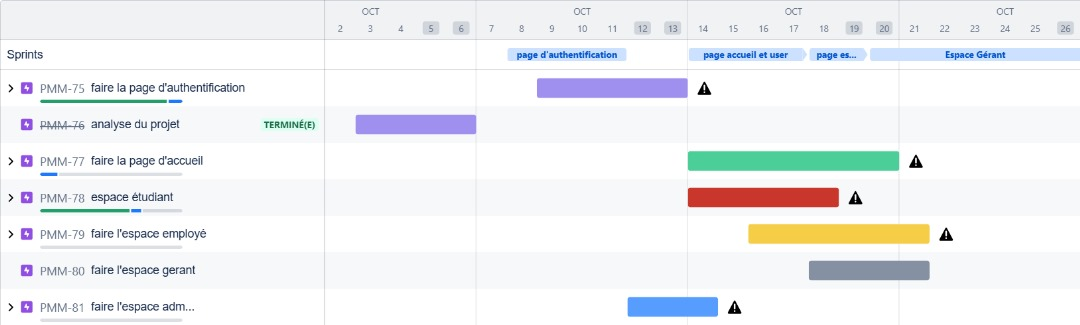 OCT OCT OCT OCT
2 3 4 5 6 7 8 9 10 11 12 13 14 15 16 17 18 19 20 21 22 23 24 25 26
Sprints page d'authentification page accueil et user page es... Espace Gérant
PMM-75 faire la page d'authentification
PMM-76 analyse du projet TERMINÉ(E)
PMM-77 faire la page d'accueil
PMM-78 espace étudiant
PMM-79 faire l'espace employé
PMM-80 faire l'espace gerant
PMM-81 faire l'espace adm...